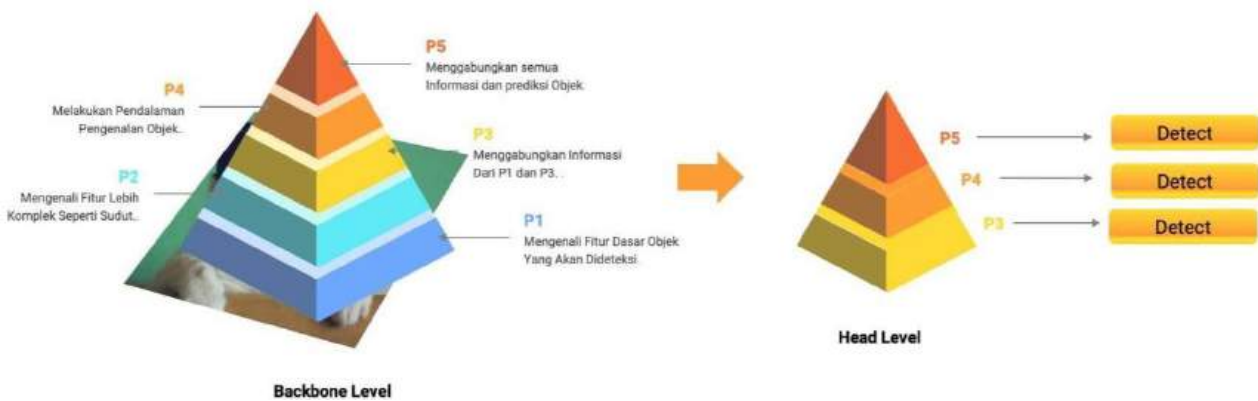 P5
Menggabungkan semua
Informasi dan prediksi Objek.
P4
Melakukan Pendalaman
Pengenalan Objek..
P3
Menggabungkan Informasi
Dari P1 dan P3. .
P2
Mengenali Fitur Lebih
Komplek Seperti Sudut..
P1
Mengenali Fitur Dasar Objek
Yang Akan Dideteksi
Backbone Level
P5
Detect
P4
Detect
P3
Detect
Head Level